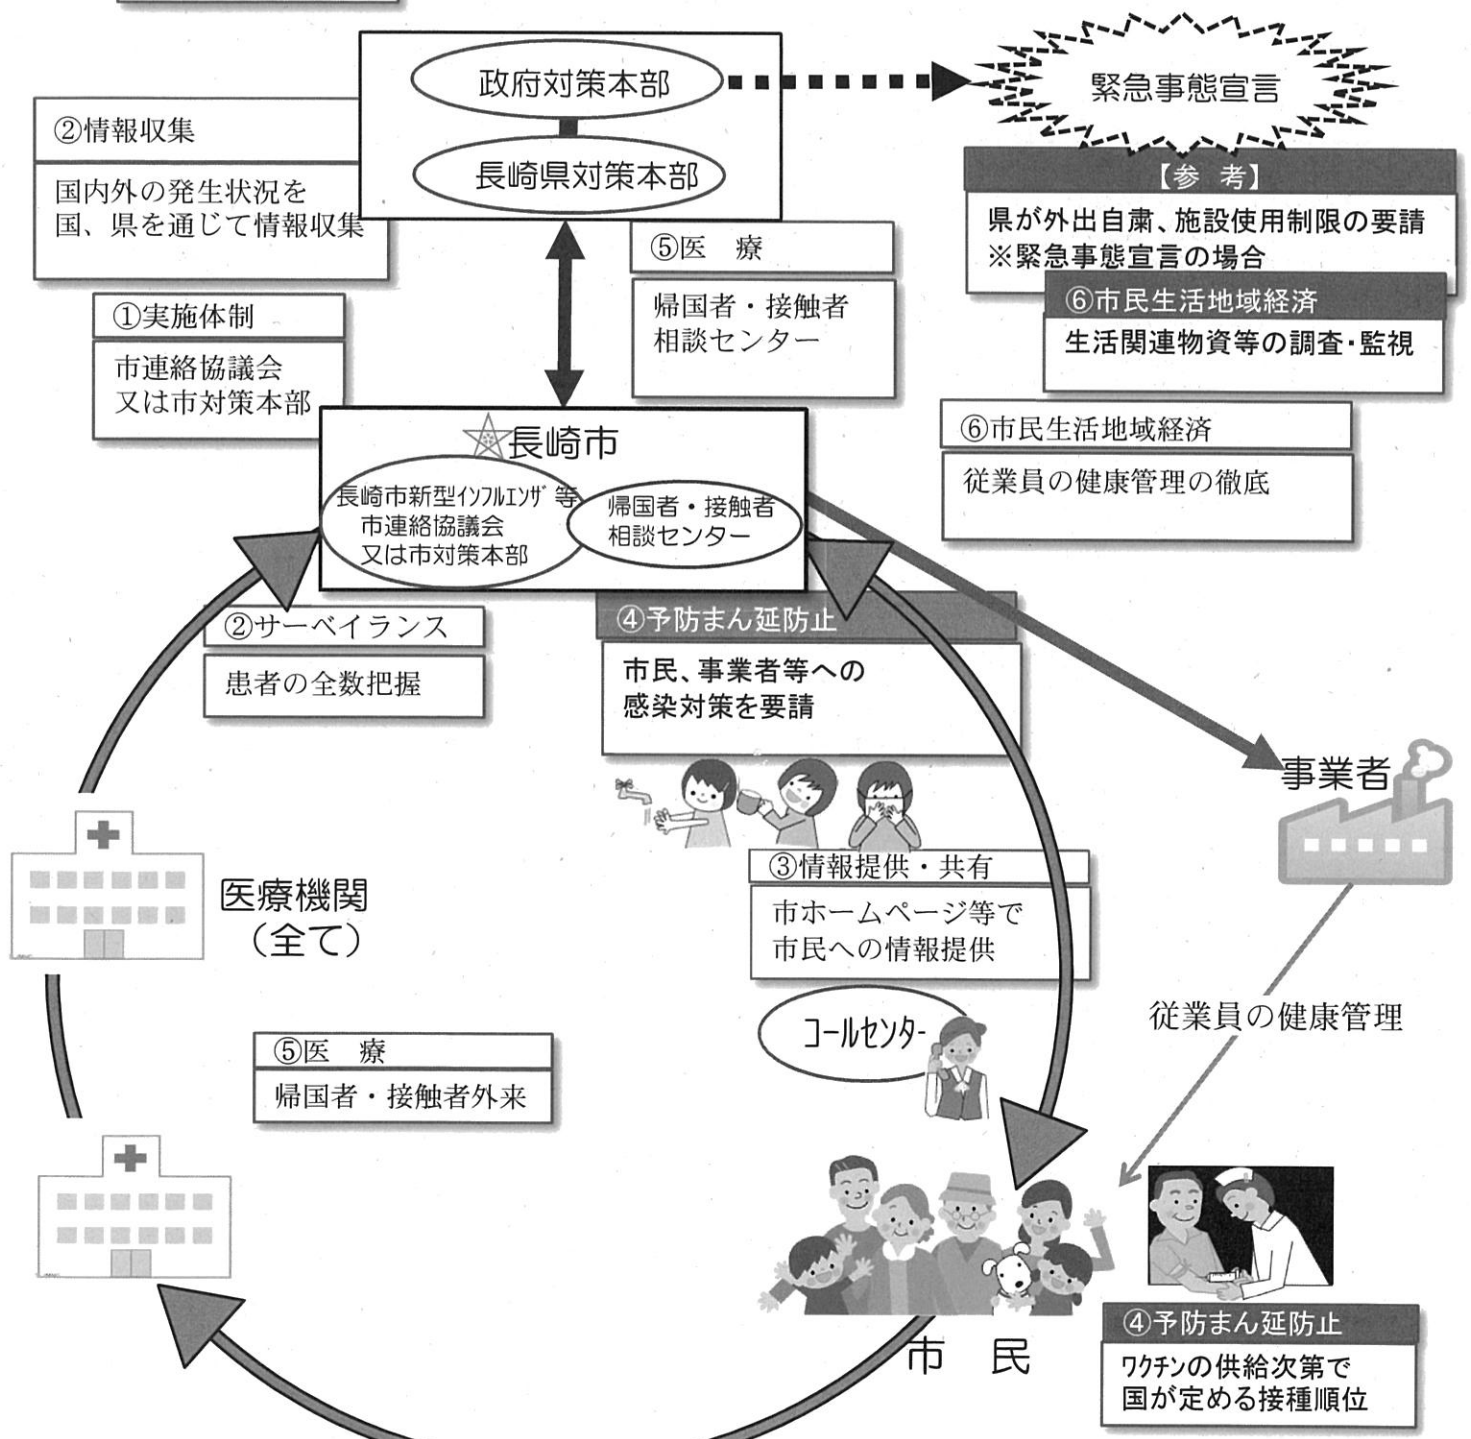 政府対策本部
緊急事態宣言
②情報収集
国内外の発生状況を
国、県を通じて情報収集
長崎県対策本部
【参 考】
県が外出自粛、施設使用制限の要請
※緊急事態宣言の場合
⑤医 療
帰国者・接触者
相談センター
⑥市民生活地域経済
生活関連物資等の調査・監視
①実施体制
市連絡協議会
又は市対策本部
⑥市民生活地域経済
従業員の健康管理の徹底
長崎市
長崎市新型インフルエンザ等
市連絡協議会
又は市対策本部
帰国者・接触者
相談センター
②サーベイランス
患者の全数把握
④予防まん延防止
市民、事業者等への
感染対策を要請
事業者
医療機関
（全て）
③情報提供・共有
市ホームページ等で
市民への情報提供
コールセンター
従業員の健康管理
⑤医 療
帰国者・接触者外来
市 民
④予防まん延防止
ワクチンの供給次第で
国が定める接種順位